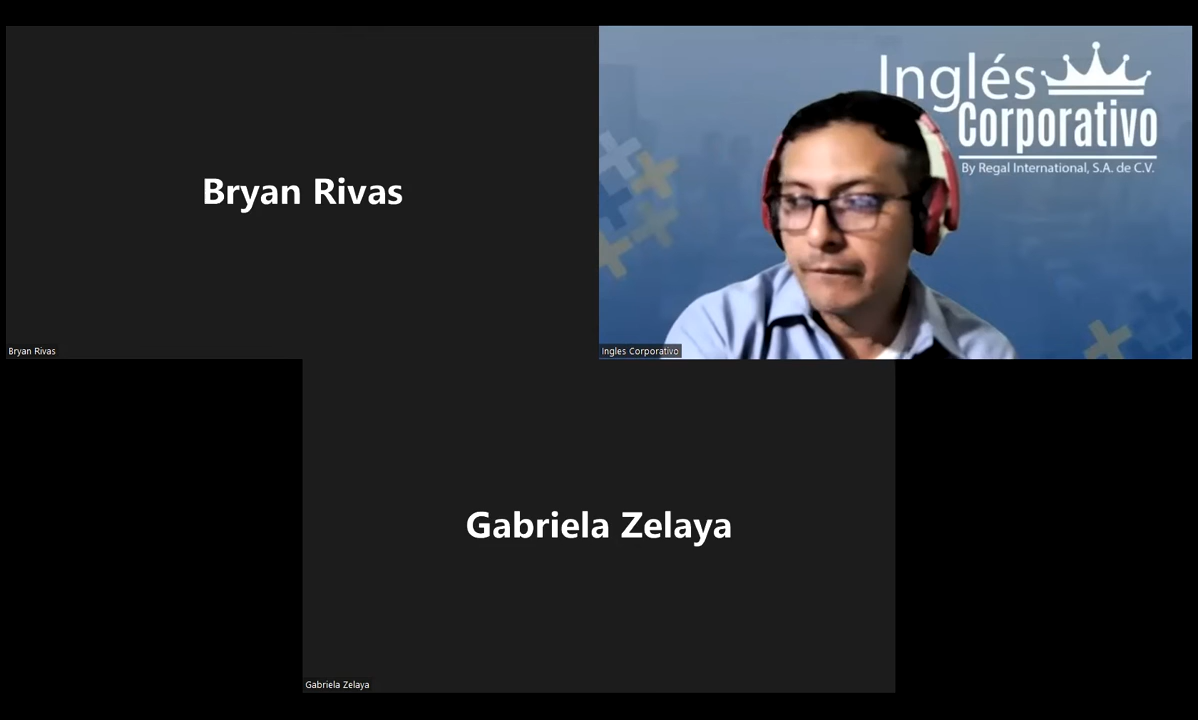 Bryan Rivas
Inglés
Corporativo
By Regal International, S.A. de C.V.
Bryan Rivas
Ingles Corporativo
Gabriela Zelaya
Gabriela Zelaya